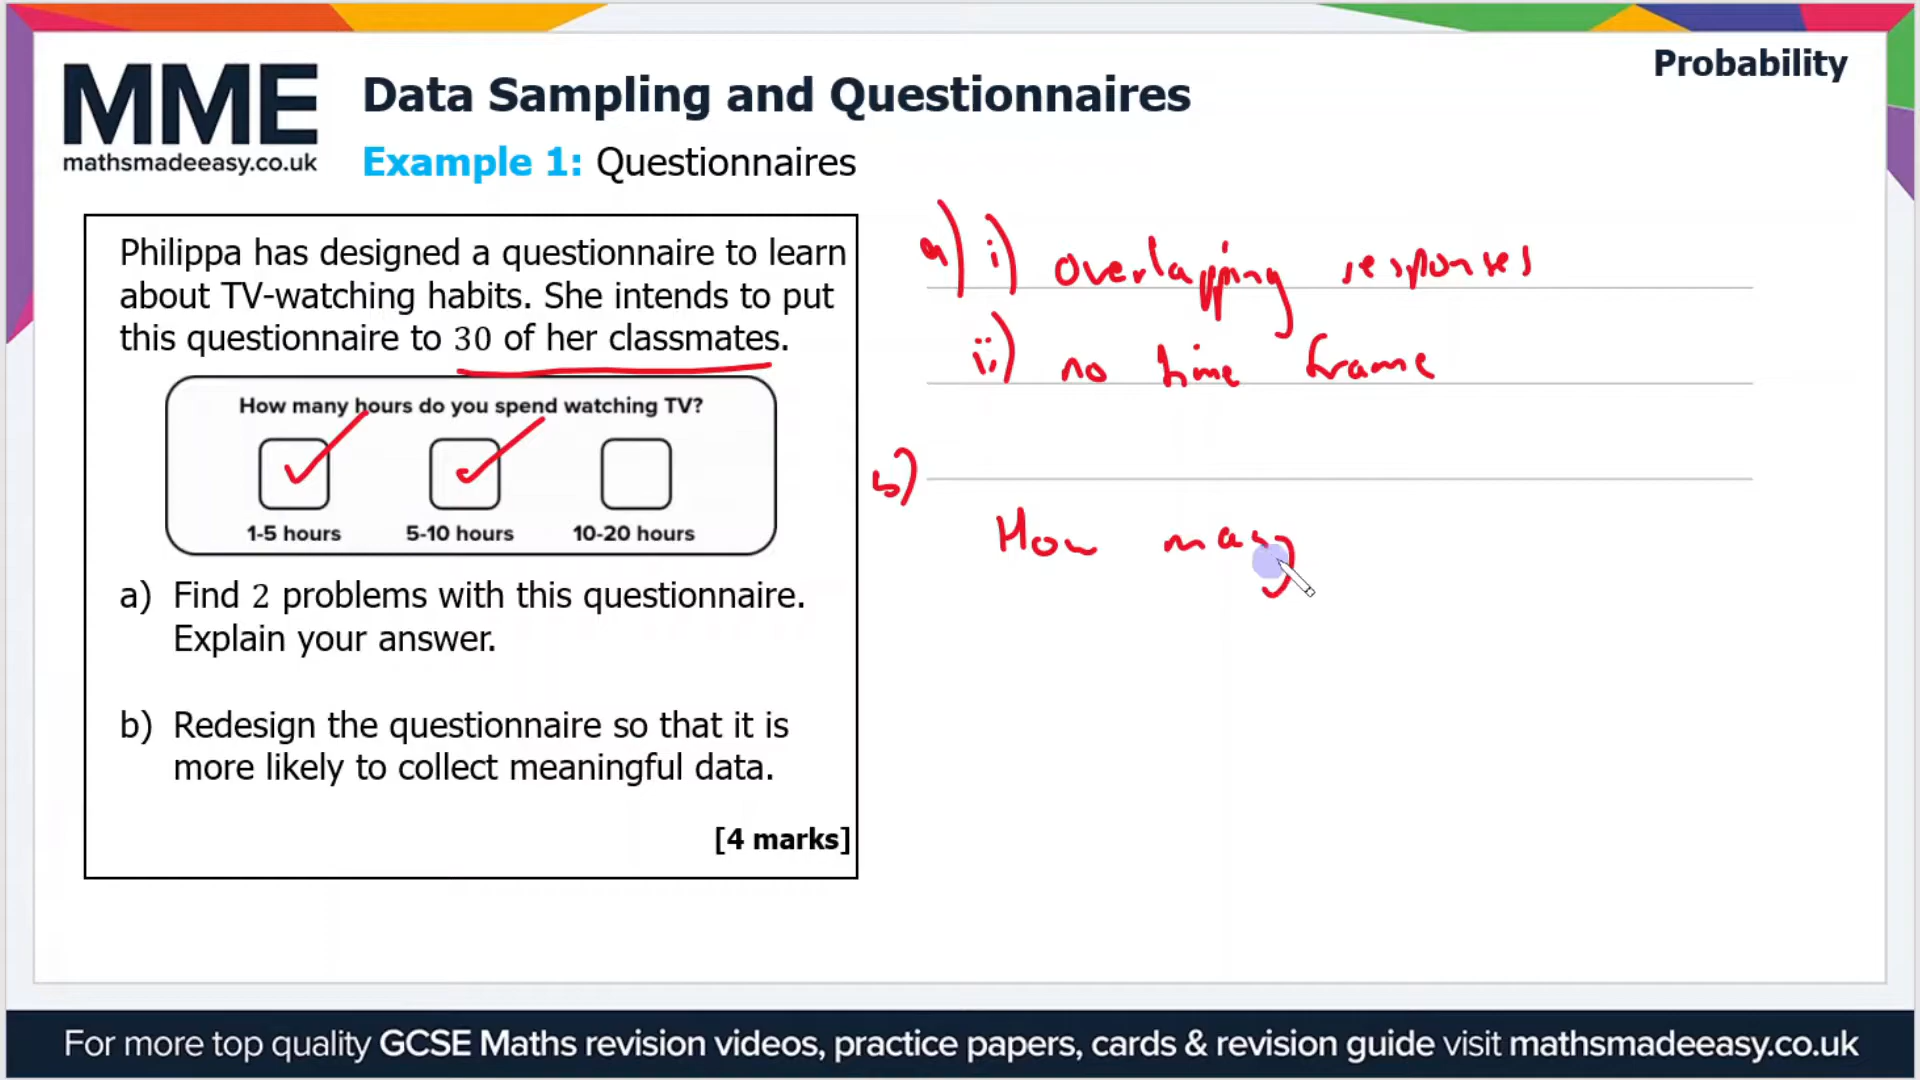 Probability
MME
mathsmadeeasy.co.uk
Data Sampling and Questionnaires
Example 1: Questionnaires
Philippa has designed a questionnaire to learn
about TV-watching habits. She intends to put
this questionnaire to 30 of her classmates.
How many hours do you spend watching TV?
1-5 hours 5-10 hours 10-20 hours
a) Find 2 problems with this questionnaire.
Explain your answer.
b) Redesign the questionnaire so that it is
more likely to collect meaningful data.
[4 marks]
a) i) overlapping responses
ii) no time frame
b)
How many
For more top quality GCSE Maths revision videos, practice papers, cards & revision guide visit mathsmadeeasy.co.uk